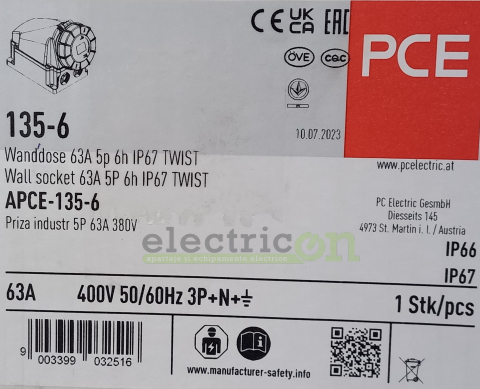 CE UK CA EAC
PCE
ÖVE CQC
135-6
10.07.2023
Wanddose 63A 5p 6h IP67 TWIST
Wall socket 63A 5P 6h IP67 TWIST
www.pcelectric.at
APCE-135-6
Priza industr 5P 63A 380V
PC Electric GesmbH
Diesseits 145
4973 St. Martin i. I. / Austria
electricon
aparataje si echipamente electrice
IP66
IP67
63A 400V 50/60Hz 3P+N+⏚
1 Stk/pcs
9 003399 032516
www.manufacturer-safety.info